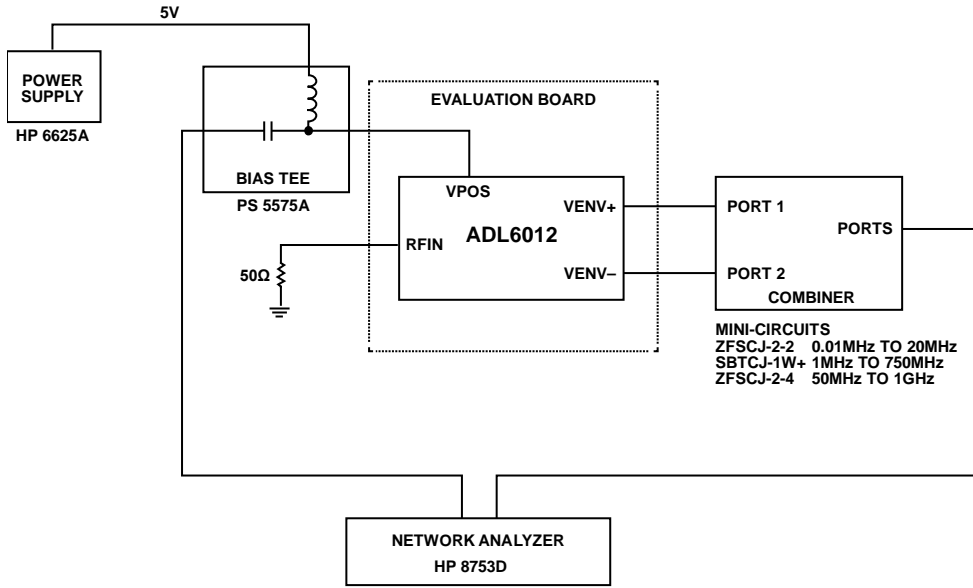 5V
POWER
SUPPLY
HP 6625A
BIAS TEE
PS 5575A
EVALUATION BOARD
VPOS
ADL6012
RFIN
VENV+
VENV–
50Ω
PORT 1
PORT 2
PORTS
COMBINER
MINI-CIRCUITS
ZFSCJ-2-2 0.01MHz TO 20MHz
SBTCJ-1W+ 1MHz TO 750MHz
ZFSCJ-2-4 50MHz TO 1GHz
NETWORK ANALYZER
HP 8753D